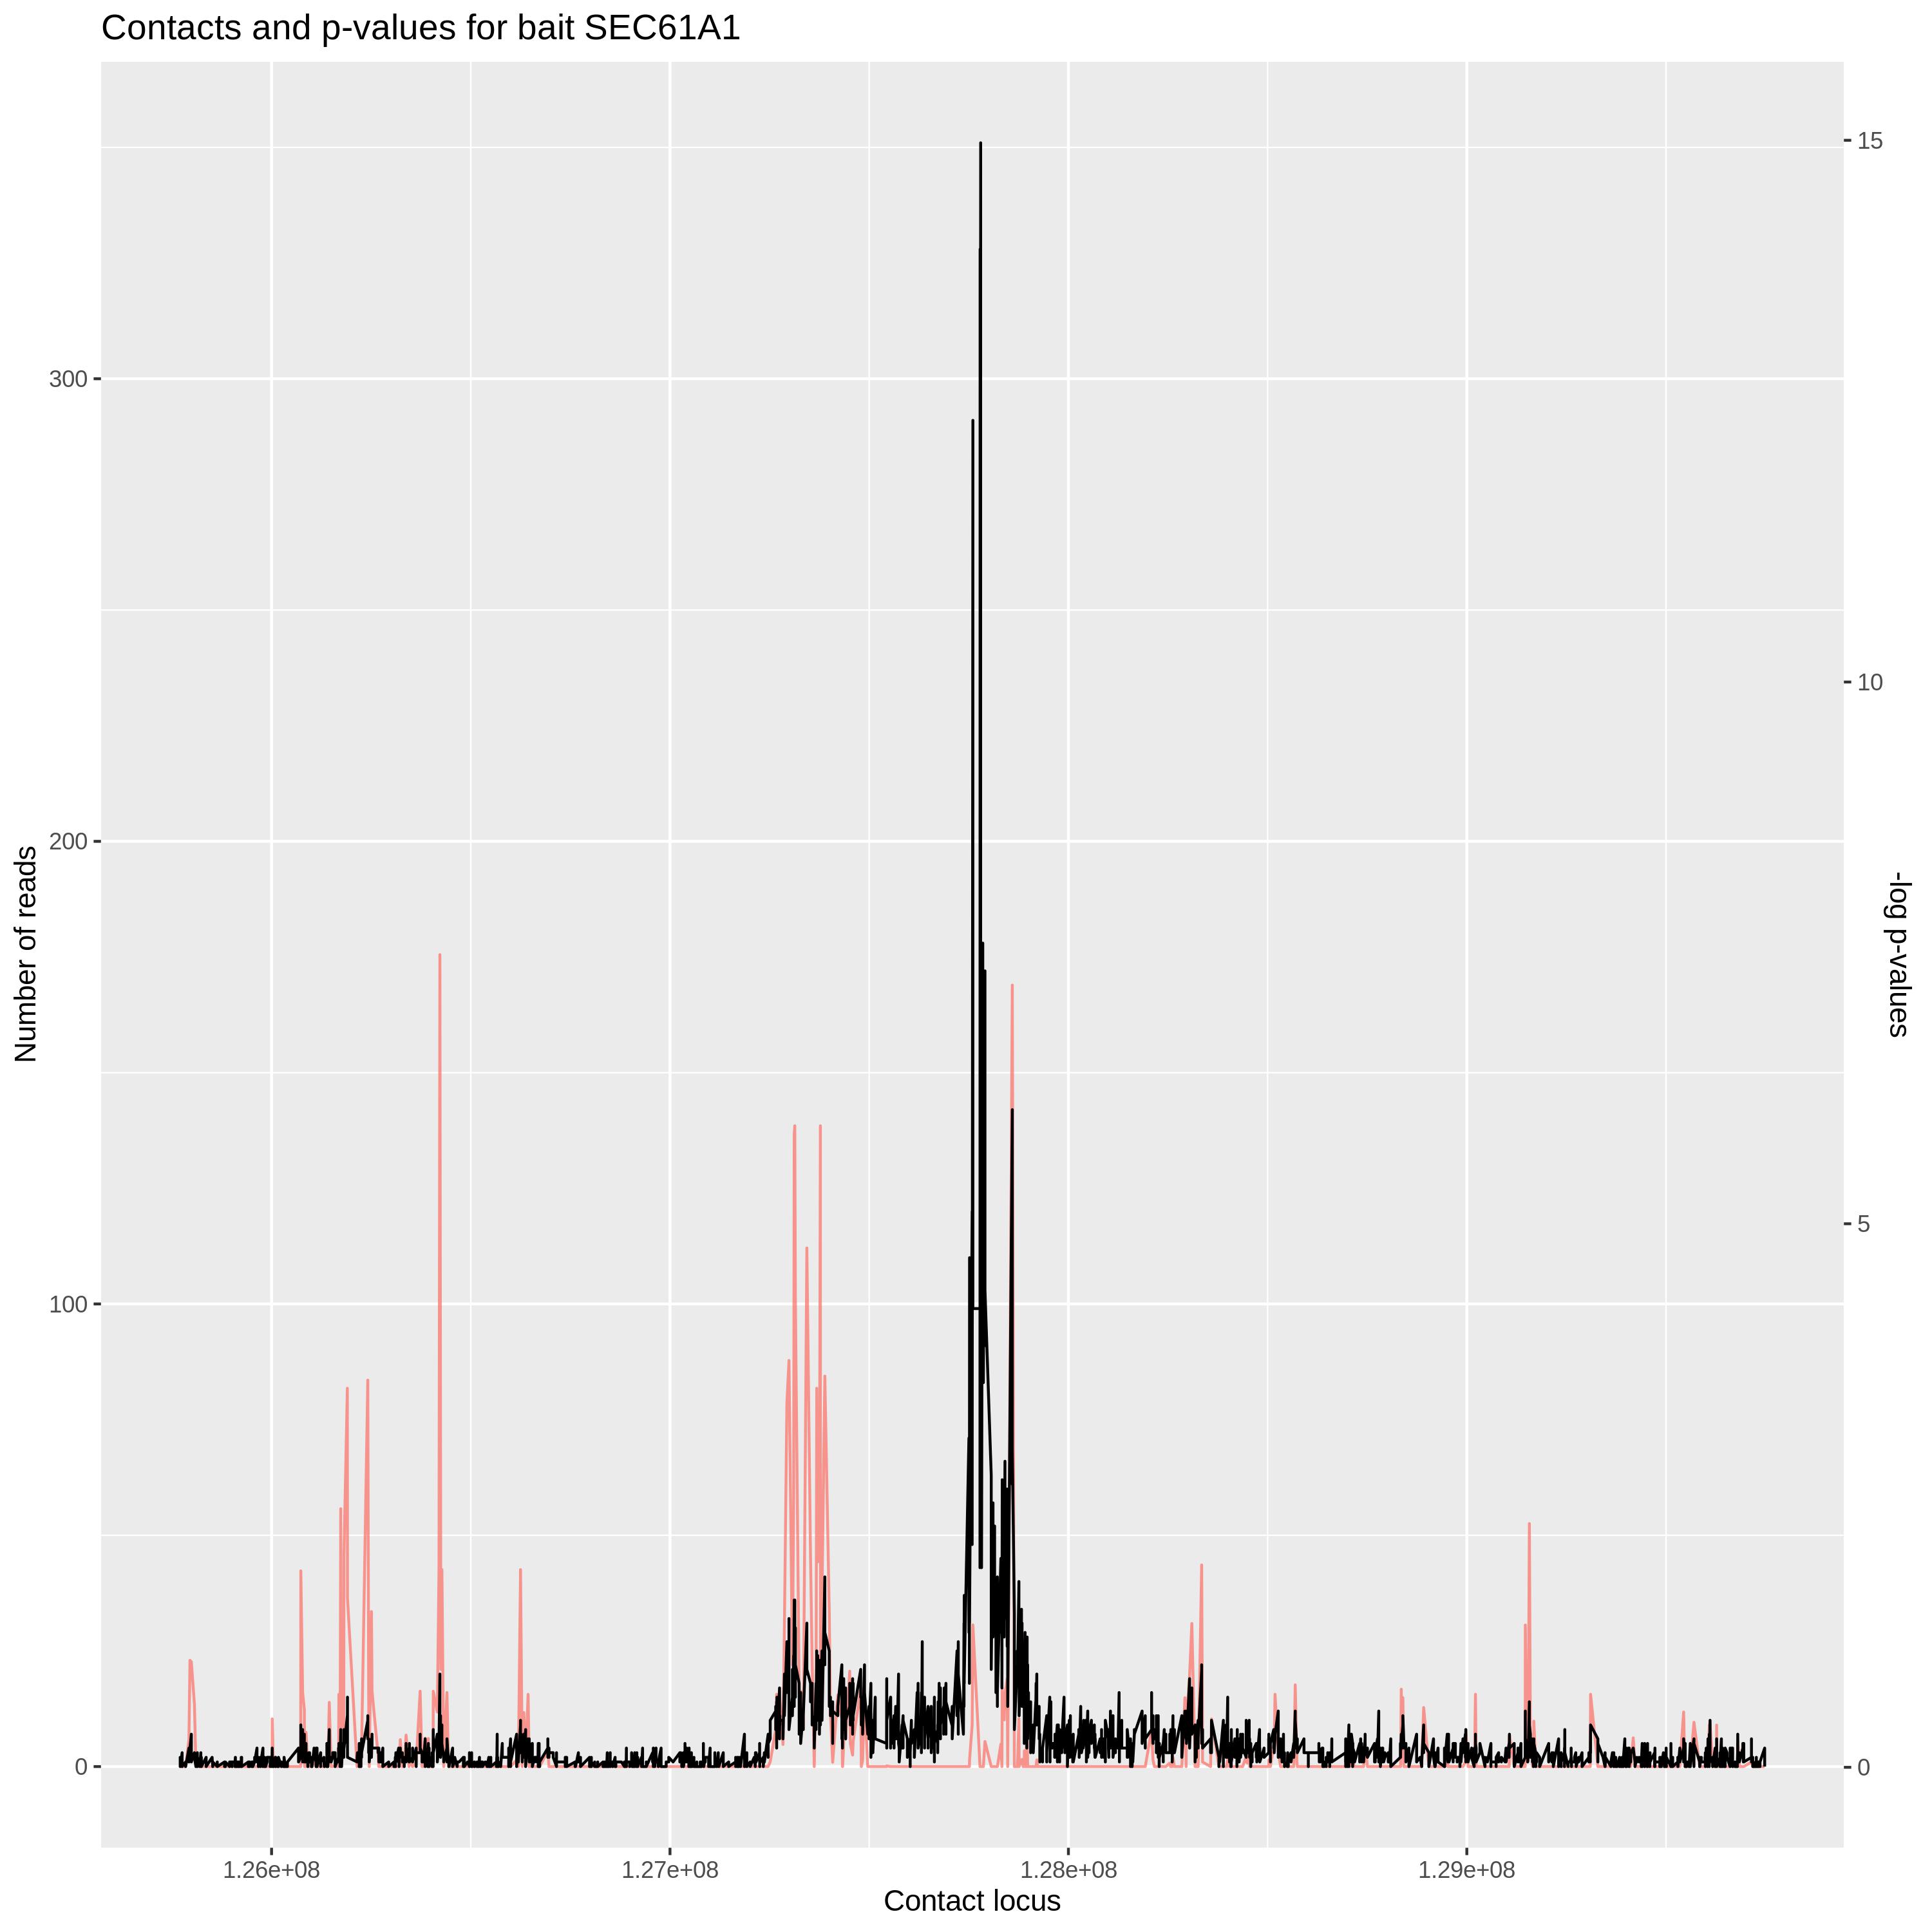 Contacts and p-values for bait SEC61A1
15
300
10
200
Number of reads
-log p-values
5
100
0
0
1.26e+08
1.27e+08
1.28e+08
1.29e+08
Contact locus